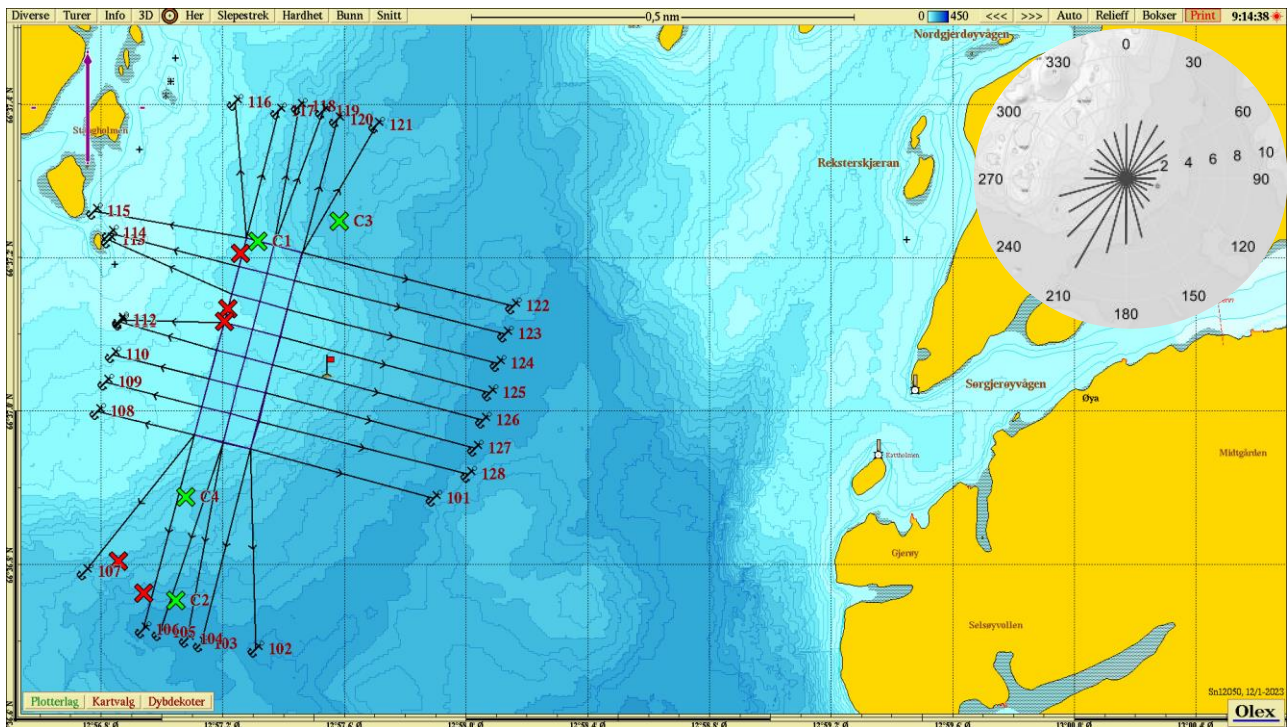 Diverse Turer Info 3D Her Slepestrek Hardhet Bunn Snitt 0,5 nm 0 450 <<< >>> Auto Relieff Bokser Print 9:14:38
Nordgjerdøyvågen
0
330 30
300 60
270 90
240 120
210 150
180
2 4 6 8 10
116 17 118 119 120 121
Reksterskjæran
115
114
C1
C3
112
110
109
108
122
123
124
125
126
127
128
101
Sørgjerøyvågen
Øya
Midtgården
C4
107
C2
106 05 104 103 102
Gjerøy
Selsøyvollen
Plotterlag Kartvalg Dybdekoter
Sn12050, 12/1-2023
Olex